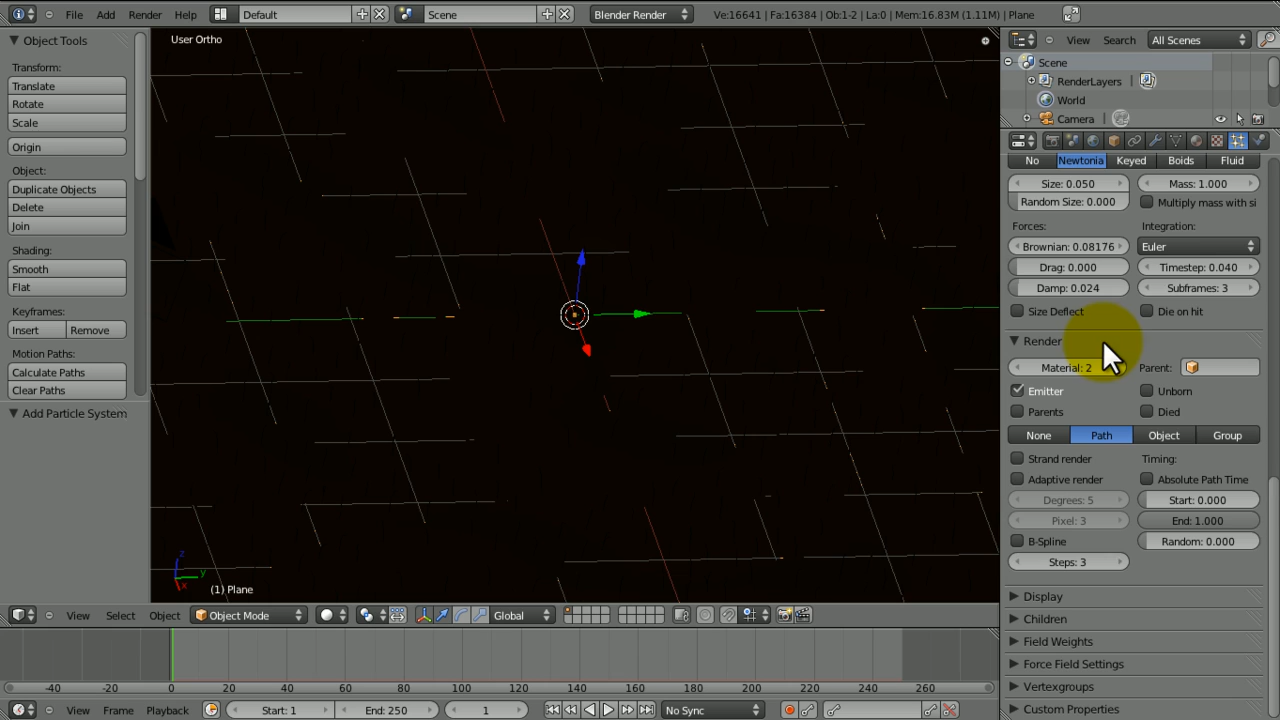 File Add Render Help Default Scene Blender Render Ve:16641 | Fa:16384 | Ob:1-2 | La:0 | Mem:16.83M (1.11M) | Plane
Object Tools
Transform:
Translate
Rotate
Scale
Origin
Object:
Duplicate Objects
Delete
Join
Shading:
Smooth
Flat
Keyframes:
Insert Remove
Motion Paths:
Calculate Paths
Clear Paths
Add Particle System
User Ortho
z
y
x
(1) Plane
View Search All Scenes
Scene
RenderLayers |
World
Camera |
No Newtonia Keyed Boids Fluid
Size: 0.050 Mass: 1.000
Random Size: 0.000 Multiply mass with si
Forces: Integration:
Brownian: 0.08176 Euler
Drag: 0.000 Timestep: 0.040
Damp: 0.024 Subframes: 3
Size Deflect Die on hit
Render
Material: 2 Parent:
Emitter Unborn
Parents Died
None Path Object Group
Strand render Timing:
Adaptive render Absolute Path Time
Degrees: 5 Start: 0.000
Pixel: 3 End: 1.000
B-Spline Random: 0.000
Steps: 3
Display
Children
Field Weights
Force Field Settings
Vertexgroups
Custom Properties
View Select Object Object Mode Global
-40 -20 0 20 40 60 80 100 120 140 160 180 200 220 240 260
View Frame Playback Start: 1 End: 250 1 No Sync